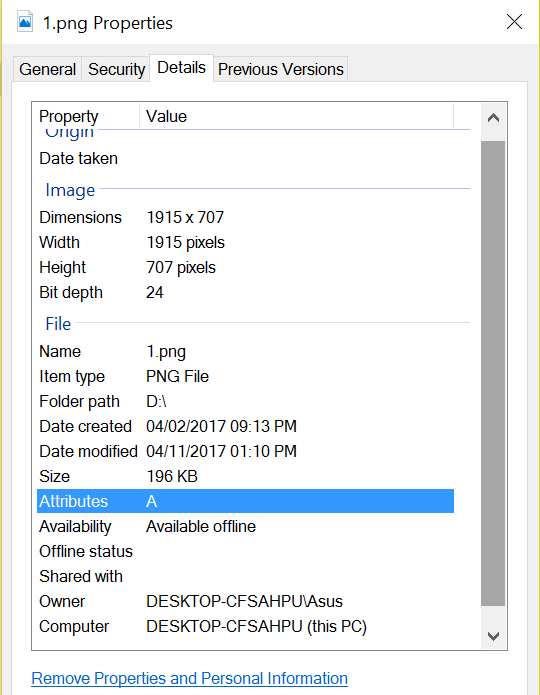 1.png Properties
General Security Details Previous Versions
Property Value
Origin
Date taken
Image
Dimensions 1915 x 707
Width 1915 pixels
Height 707 pixels
Bit depth 24
File
Name 1.png
Item type PNG File
Folder path D:\
Date created 04/02/2017 09:13 PM
Date modified 04/11/2017 01:10 PM
Size 196 KB
Attributes A
Availability Available offline
Offline status
Shared with
Owner DESKTOP-CFSAHPU\Asus
Computer DESKTOP-CFSAHPU (this PC)
Remove Properties and Personal Information